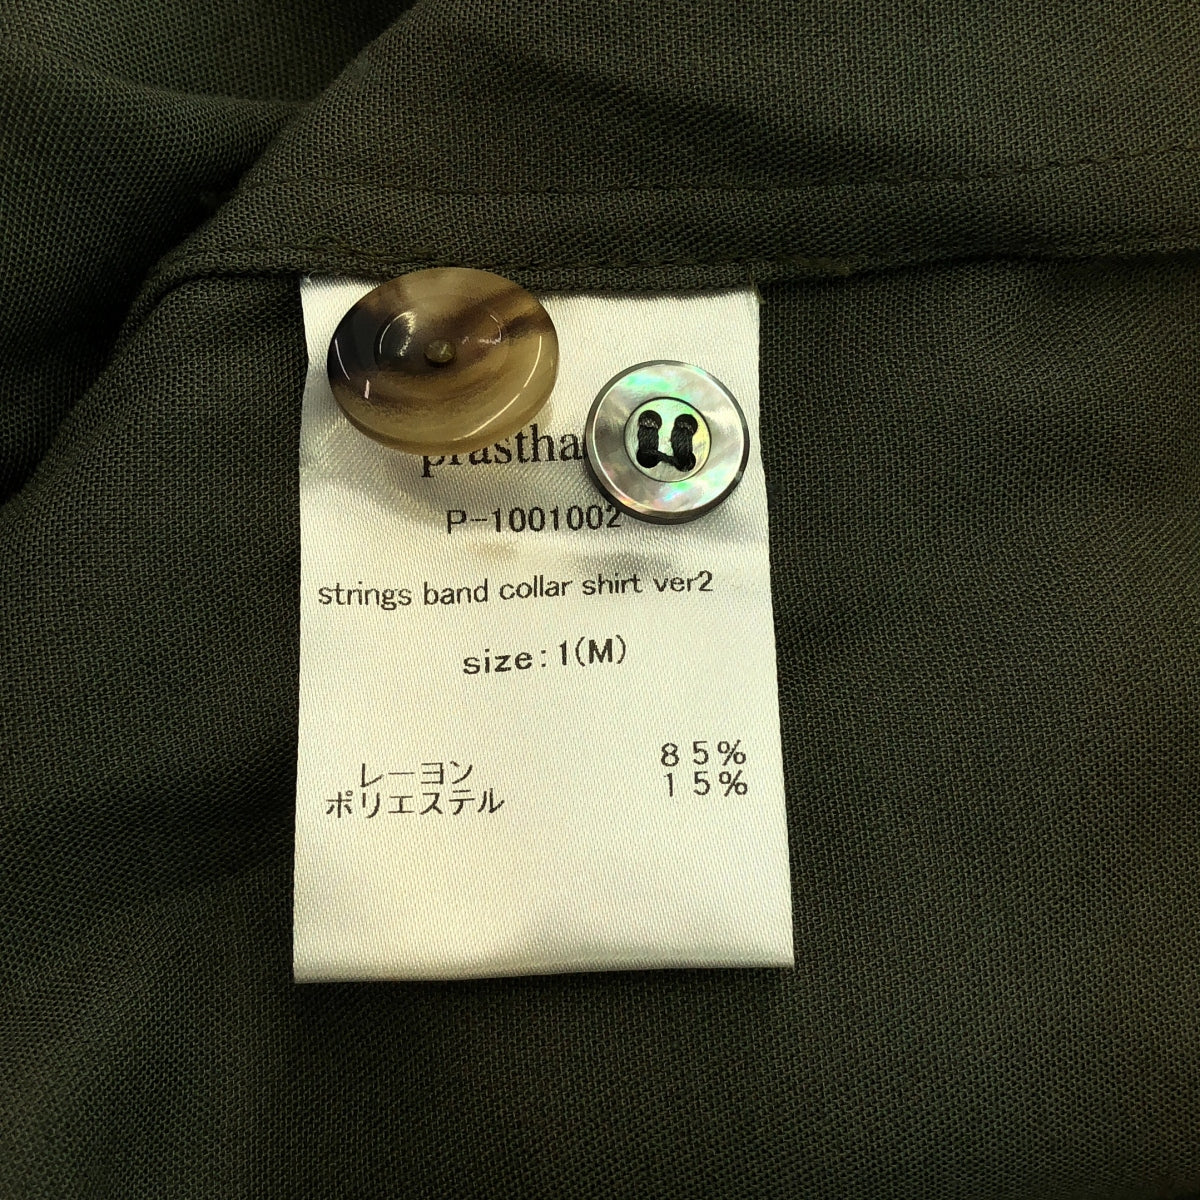 P-1001002
strings band collar shirt ver2
size:1(M)
レーヨン 85%
ポリエステル 15%